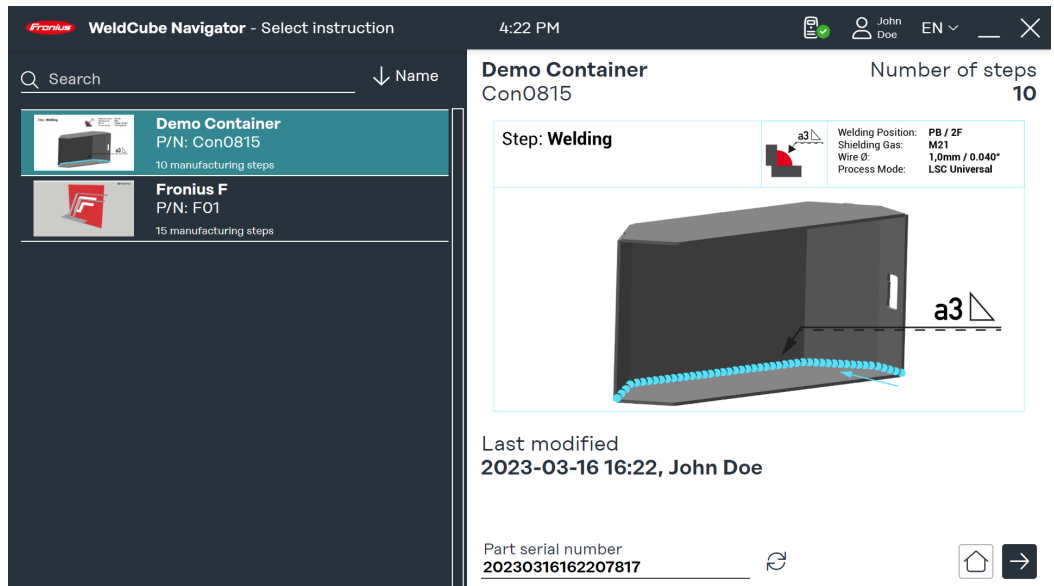 Fronius WeldCube Navigator - Select instruction 4:22 PM John Doe EN
Search Name
Demo Container
P/N: Con0815
10 manufacturing steps
Fronius F
P/N: F01
15 manufacturing steps
Demo Container
Con0815
Number of steps
10
Step: Welding
a3
Welding Position: PB / 2F
Shielding Gas: M21
Wire Ø: 1,0mm / 0.040"
Process Mode: LSC Universal
a3
Last modified
2023-03-16 16:22, John Doe
Part serial number
20230316162207817